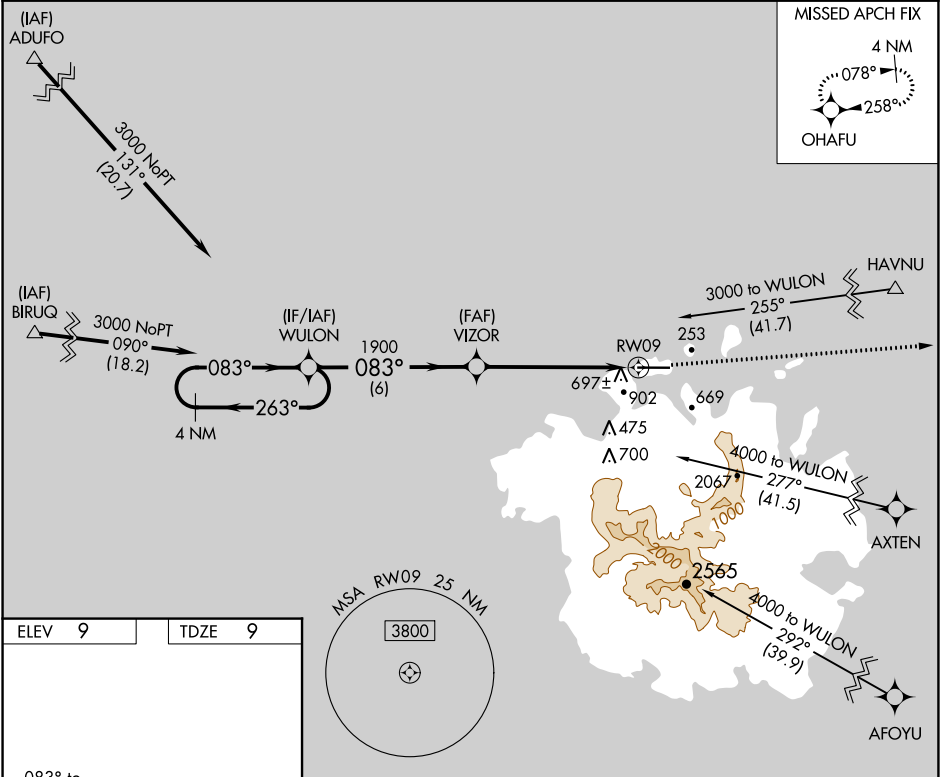 (IAF)
ADUFO
3000 NoPT
131°
(20.7)
MISSED APCH FIX
4 NM
078°
258°
OHAFU
(IAF)
BIRUQ
3000 NoPT
090°
(18.2)
(IF/IAF)
WULON
083°
263°
4 NM
1900
083°
(6)
(FAF)
VIZOR
RW09
HAVNU
3000 to WULON
255°
(41.7)
253
697±
902
669
475
700
4000 to WULON
277°
(41.5)
2067
AXTEN
1000
2000
2565
4000 to WULON
292°
(39.9)
AFOYU
MSA RW09 25 NM
3800
ELEV 9
TDZE 9
083° to